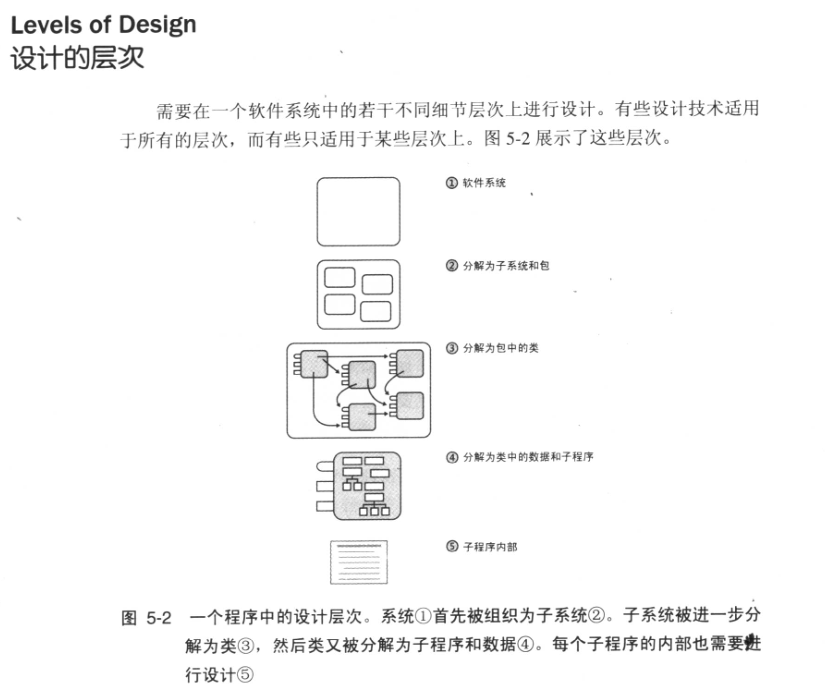 Levels of Design
设计的层次
需要在一个软件系统中的若干不同细节层次上进行设计。有些设计技术适用
于所有的层次，而有些只适用于某些层次上。图 5-2 展示了这些层次。
① 软件系统
② 分解为子系统和包
③ 分解为包中的类
④ 分解为类中的数据和子程序
⑤ 子程序内部
图 5-2 一个程序中的设计层次。系统①首先被组织为子系统②。子系统被进一步分
解为类③，然后类又被分解为子程序和数据④。每个子程序的内部也需要进
行设计⑤